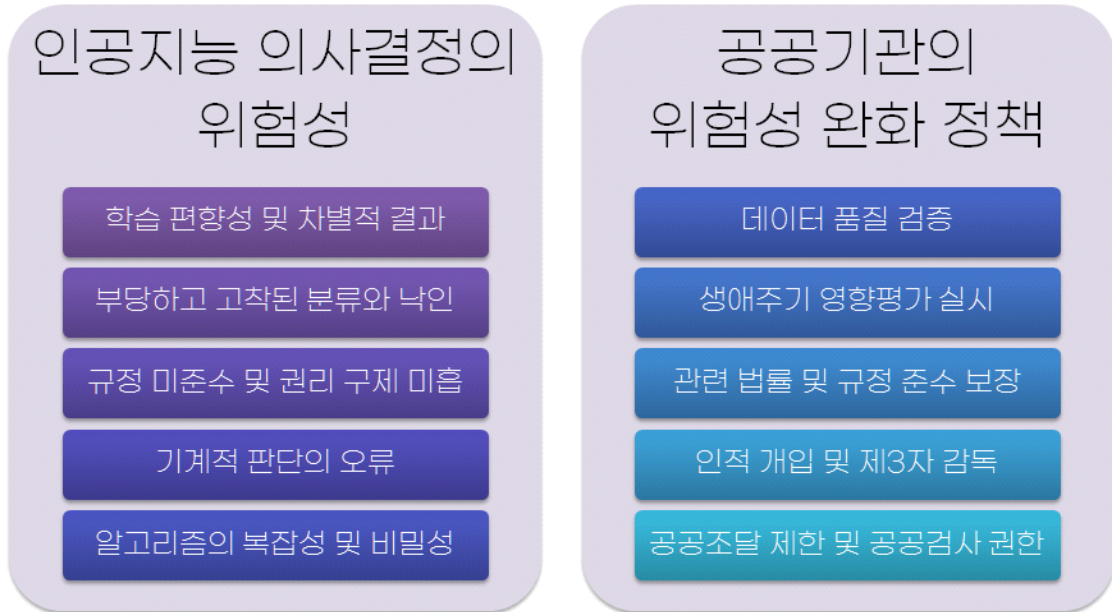 인공지능 의사결정의
위험성
학습 편향성 및 차별적 결과
부당하고 고착된 분류와 낙인
규정 미준수 및 권리 구제 미흡
기계적 판단의 오류
알고리즘의 복잡성 및 비밀성
공공기관의
위험성 완화 정책
데이터 품질 검증
생애주기 영향평가 실시
관련 법률 및 규정 준수 보장
인적 개입 및 제3자 감독
공공조달 제한 및 공공검사 권한